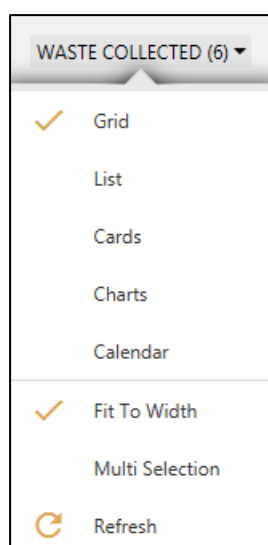 WASTE COLLECTED (6)
Grid
List
Cards
Charts
Calendar
Fit To Width
Multi Selection
Refresh